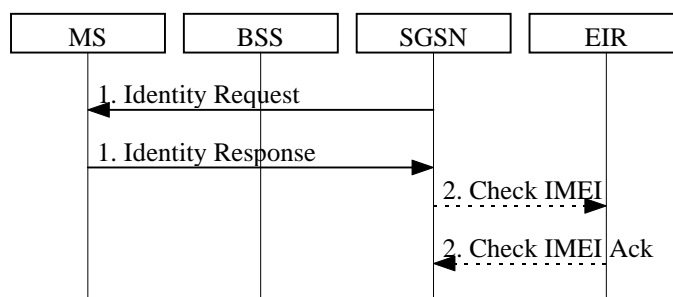 MS BSS SGSN EIR
1. Identity Request
1. Identity Response
2. Check IMEI
2. Check IMEI Ack